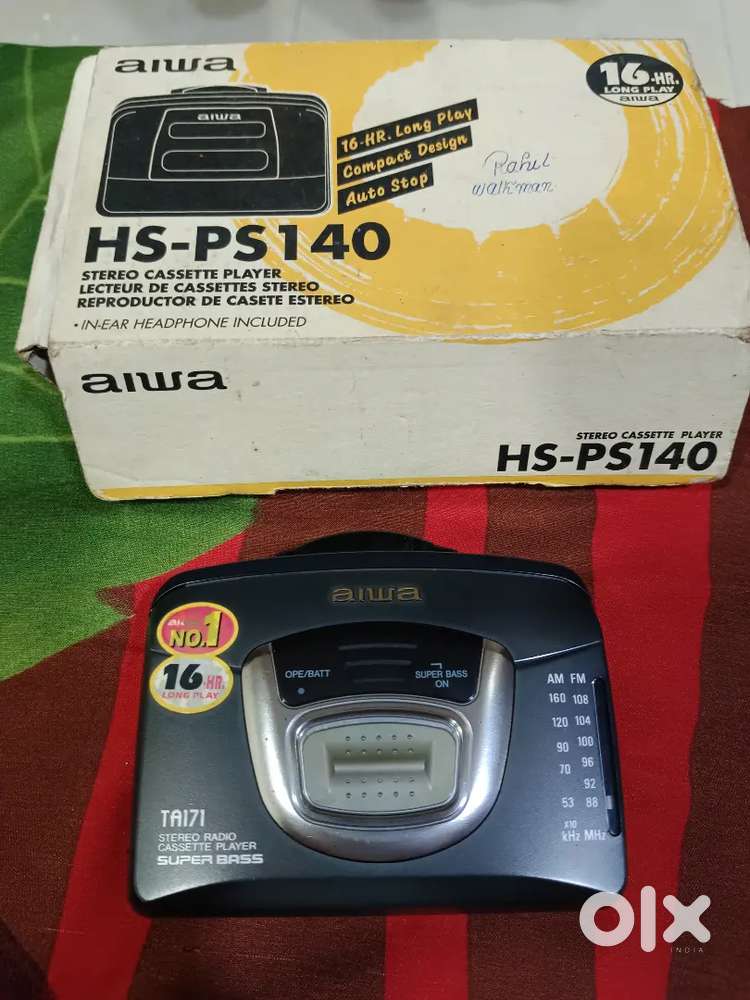 aiwa
16-HR.
LONG PLAY
aiwa
aiwa
16-HR. Long Play
Compact Design
Auto Stop
Rahul
walkman
HS-PS140
STEREO CASSETTE PLAYER
LECTEUR DE CASSETTES STEREO
REPRODUCTOR DE CASETE ESTEREO
• IN-EAR HEADPHONE INCLUDED
aiwa
STEREO CASSETTE PLAYER
HS-PS140
aiwa
aiwa
NO.1
16-HR.
LONG PLAY
OPE/BATT
SUPER BASS
ON
AM FM
160 108
120 104
90 100
70 96
92
53 88
X10
kHz MHz
TA171
STEREO RADIO
CASSETTE PLAYER
SUPER BASS
olx
INDIA